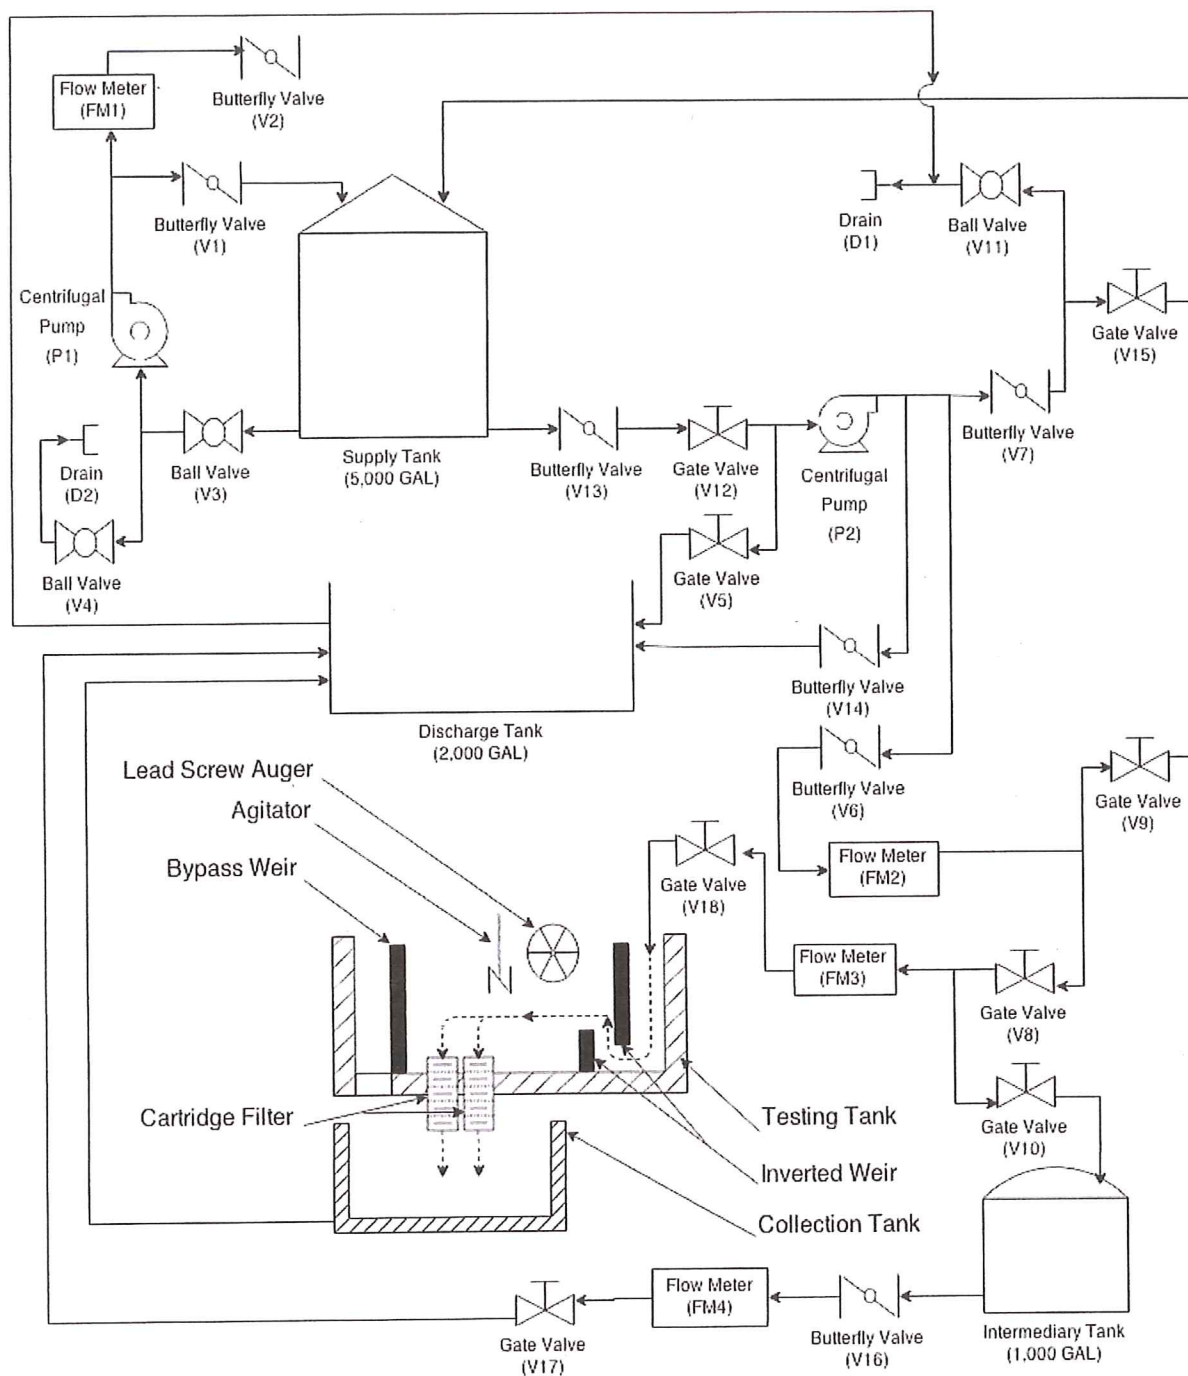 Flow Meter
(FM1)
Butterfly Valve
(V2)
Butterfly Valve
(V1)
Drain
(D1)
Ball Valve
(V11)
Centrifugal
Pump
(P1)
Gate Valve
(V15)
Drain
(D2)
Ball Valve
(V3)
Supply Tank
(5,000 GAL)
Butterfly Valve
(V13)
Gate Valve
(V12)
Centrifugal
Pump
(P2)
Butterfly Valve
(V7)
Ball Valve
(V4)
Gate Valve
(V5)
Butterfly Valve
(V14)
Discharge Tank
(2,000 GAL)
Lead Screw Auger
Agitator
Bypass Weir
Butterfly Valve
(V6)
Gate Valve
(V9)
Flow Meter
(FM2)
Gate Valve
(V18)
Flow Meter
(FM3)
Gate Valve
(V8)
Cartridge Filter
Testing Tank
Gate Valve
(V10)
Inverted Weir
Collection Tank
Flow Meter
(FM4)
Gate Valve
(V17)
Butterfly Valve
(V16)
Intermediary Tank
(1,000 GAL)